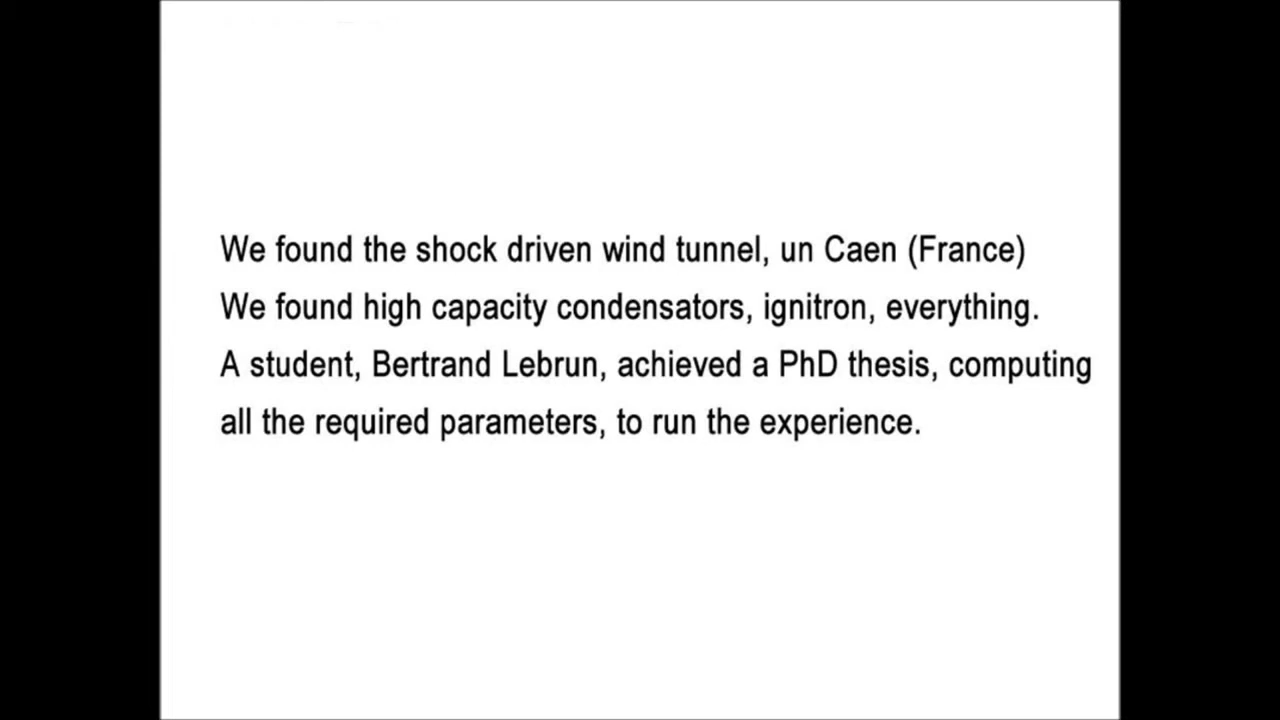 We found the shock driven wind tunnel, un Caen (France)
We found high capacity condensators, ignitron, everything.
A student, Bertrand Lebrun, achieved a PhD thesis, computing
all the required parameters, to run the experience.